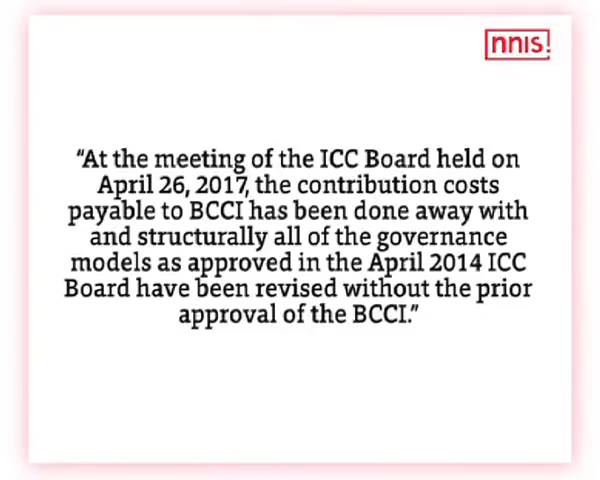 nnis!
“At the meeting of the ICC Board held on
April 26, 2017, the contribution costs
payable to BCCI has been done away with
and structurally all of the governance
models as approved in the April 2014 ICC
Board have been revised without the prior
approval of the BCCI.”